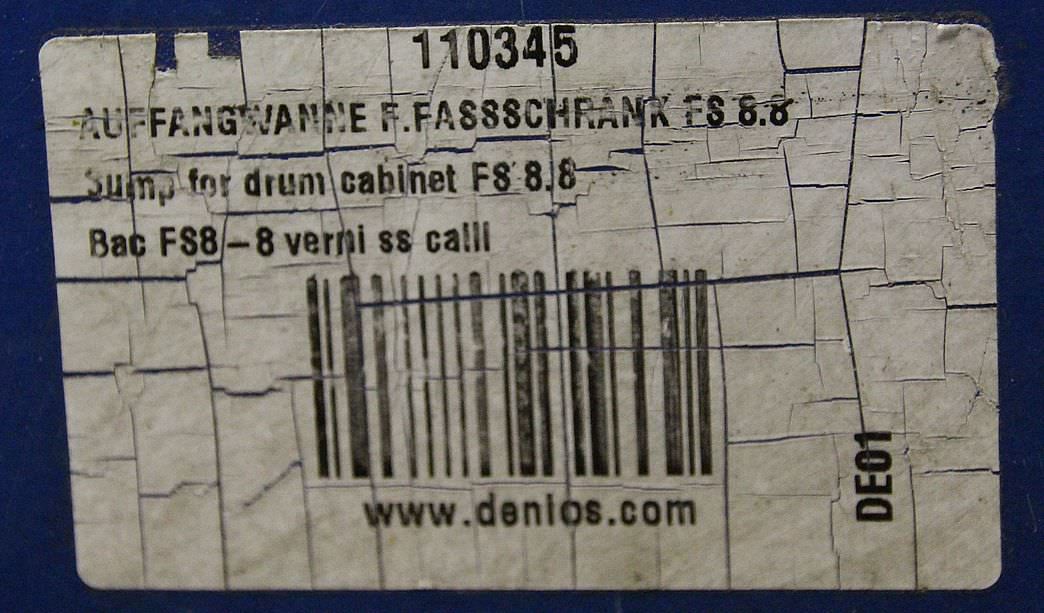 110345
AUFFANGWANNE F.FASSSCHRANK FS 8.8
Sump for drum cabinet FS 8.8
Bac FS8-8 verni ss calll
www.denios.com
DE01